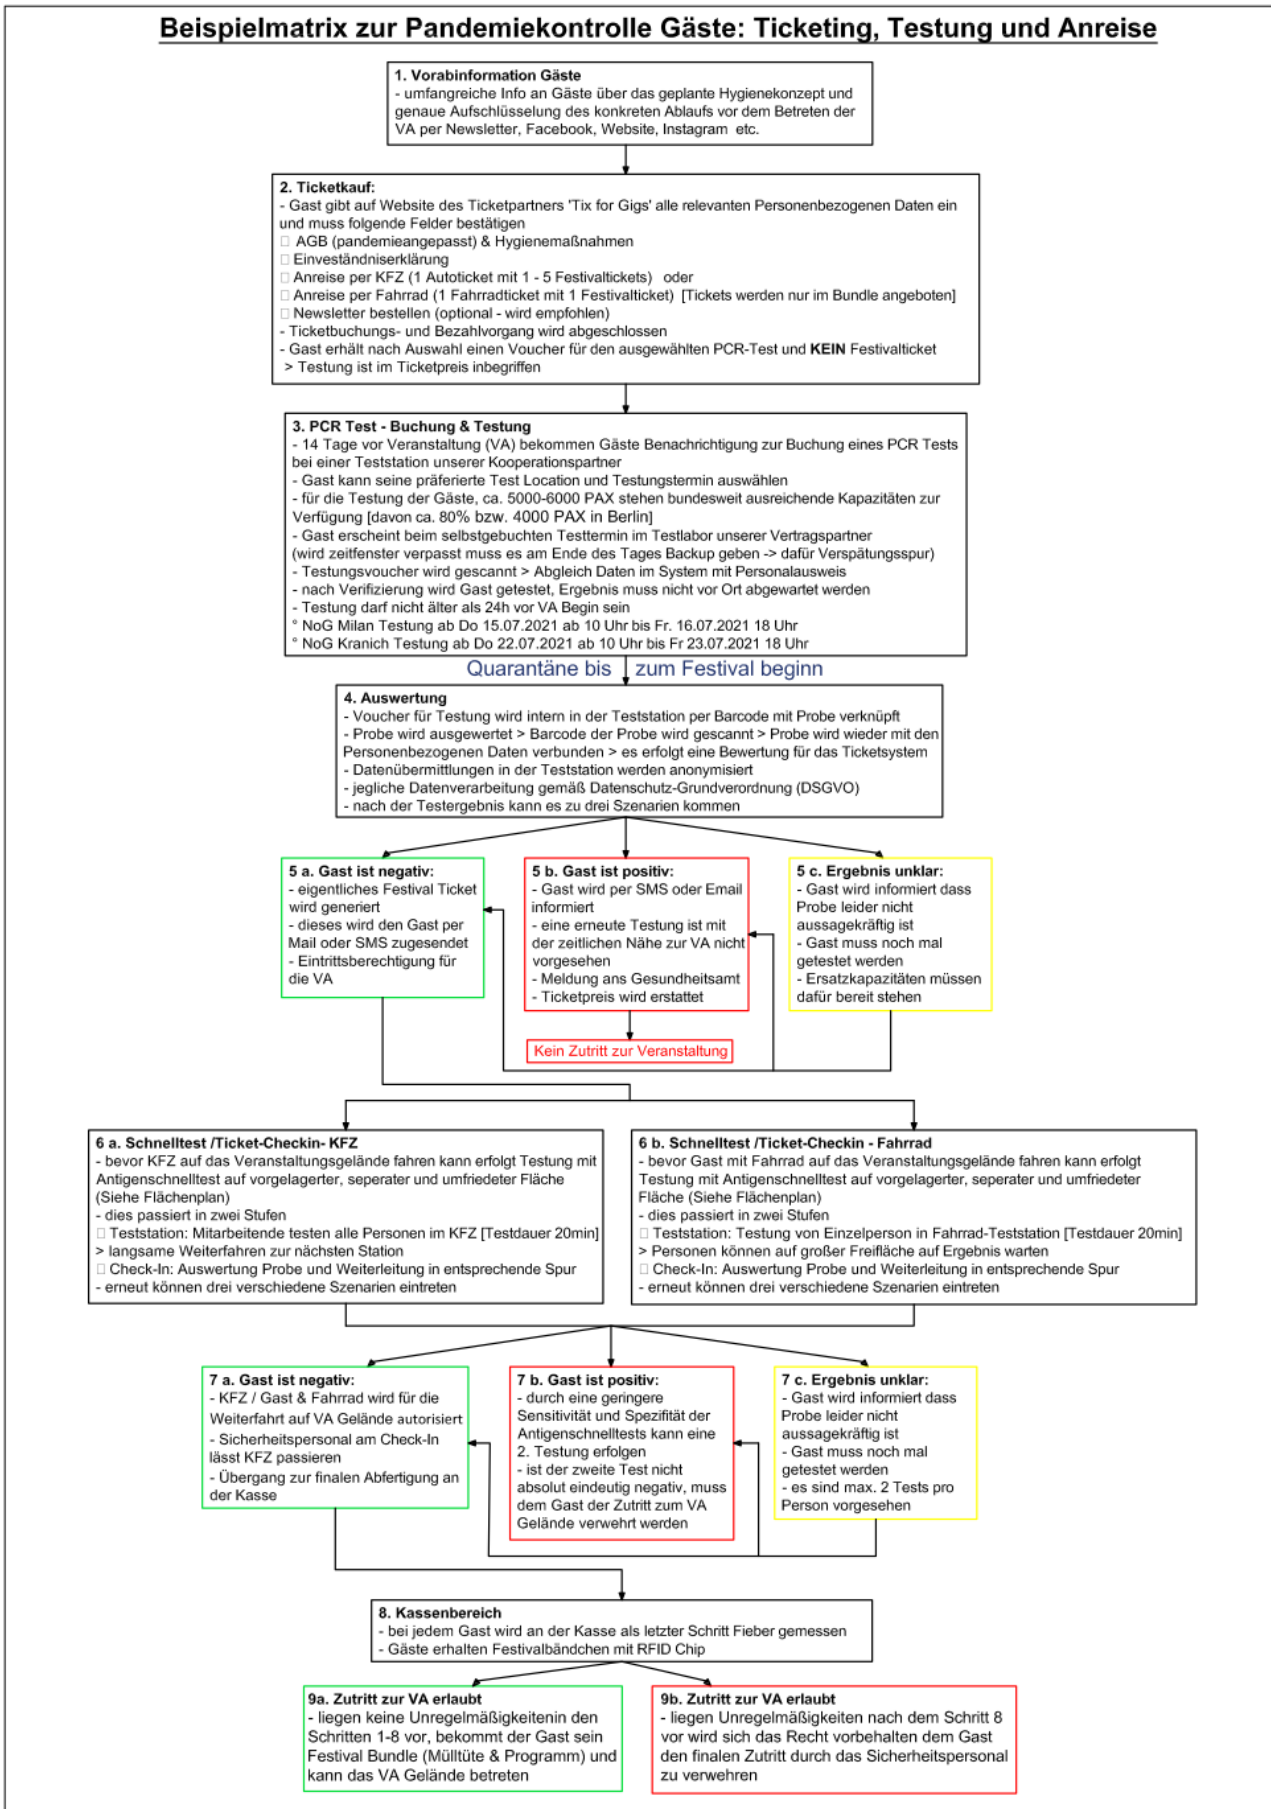 Beispielmatrix zur Pandemiekontrolle Gäste: Ticketing, Testung und Anreise
1. Vorabinformation Gäste
- umfangreiche Info an Gäste über das geplante Hygienekonzept und
genaue Aufschlüsselung des konkreten Ablaufs vor dem Betreten der
VA per Newsletter, Facebook, Website, Instagram etc.
2. Ticketkauf:
- Gast gibt auf Website des Ticketpartners 'Tix for Gigs' alle relevanten Personenbezogenen Daten ein
und muss folgende Felder bestätigen
□ AGB (pandemieangepasst) & Hygienemaßnahmen
□ Einveständniserklärung
□ Anreise per KFZ (1 Autoticket mit 1 - 5 Festivaltickets) oder
□ Anreise per Fahrrad (1 Fahrradticket mit 1 Festivalticket) [Tickets werden nur im Bundle angeboten]
□ Newsletter bestellen (optional - wird empfohlen)
- Ticketbuchungs- und Bezahlvorgang wird abgeschlossen
- Gast erhält nach Auswahl einen Voucher für den ausgewählten PCR-Test und KEIN Festivalticket
> Testung ist im Ticketpreis inbegriffen
3. PCR Test - Buchung & Testung
- 14 Tage vor Veranstaltung (VA) bekommen Gäste Benachrichtigung zur Buchung eines PCR Tests
bei einer Teststation unserer Kooperationspartner
- Gast kann seine präferierte Test Location und Testungstermin auswählen
- für die Testung der Gäste, ca. 5000-6000 PAX stehen bundesweit ausreichende Kapazitäten zur
Verfügung [davon ca. 80% bzw. 4000 PAX in Berlin]
- Gast erscheint beim selbstgebuchten Testtermin im Testlabor unserer Vertragspartner
(wird zeitfenster verpasst muss es am Ende des Tages Backup geben -> dafür Verspätungsspur)
- Testungsvoucher wird gescannt > Abgleich Daten im System mit Personalausweis
- nach Verifizierung wird Gast getestet, Ergebnis muss nicht vor Ort abgewartet werden
- Testung darf nicht älter als 24h vor VA Begin sein
° NoG Milan Testung ab Do 15.07.2021 ab 10 Uhr bis Fr. 16.07.2021 18 Uhr
° NoG Kranich Testung ab Do 22.07.2021 ab 10 Uhr bis Fr 23.07.2021 18 Uhr
Quarantäne bis zum Festival beginn
4. Auswertung
- Voucher für Testung wird intern in der Teststation per Barcode mit Probe verknüpft
- Probe wird ausgewertet > Barcode der Probe wird gescannt > Probe wird wieder mit den
Personenbezogenen Daten verbunden > es erfolgt eine Bewertung für das Ticketsystem
- Datenübermittlungen in der Teststation werden anonymisiert
- jegliche Datenverarbeitung gemäß Datenschutz-Grundverordnung (DSGVO)
- nach der Testergebnis kann es zu drei Szenarien kommen
5 a. Gast ist negativ:
- eigentliches Festival Ticket
wird generiert
- dieses wird den Gast per
Mail oder SMS zugesendet
- Eintrittsberechtigung für
die VA
5 b. Gast ist positiv:
- Gast wird per SMS oder Email
informiert
- eine erneute Testung ist mit
der zeitlichen Nähe zur VA nicht
vorgesehen
- Meldung ans Gesundheitsamt
- Ticketpreis wird erstattet
5 c. Ergebnis unklar:
- Gast wird informiert dass
Probe leider nicht
aussagekräftig ist
- Gast muss noch mal
getestet werden
- Ersatzkapazitäten müssen
dafür bereit stehen
Kein Zutritt zur Veranstaltung
6 a. Schnelltest /Ticket-Checkin- KFZ
- bevor KFZ auf das Veranstaltungsgelände fahren kann erfolgt Testung mit
Antigenschnelltest auf vorgelagerter, seperater und umfriedeter Fläche
(Siehe Flächenplan)
- dies passiert in zwei Stufen
□ Teststation: Mitarbeitende testen alle Personen im KFZ [Testdauer 20min]
> langsame Weiterfahren zur nächsten Station
□ Check-In: Auswertung Probe und Weiterleitung in entsprechende Spur
- erneut können drei verschiedene Szenarien eintreten
6 b. Schnelltest /Ticket-Checkin - Fahrrad
- bevor Gast mit Fahrrad auf das Veranstaltungsgelände fahren kann erfolgt
Testung mit Antigenschnelltest auf vorgelagerter, seperater und umfriedeter
Fläche (Siehe Flächenplan)
- dies passiert in zwei Stufen
□ Teststation: Testung von Einzelperson in Fahrrad-Teststation [Testdauer 20min]
> Personen können auf großer Freifläche auf Ergebnis warten
□ Check-In: Auswertung Probe und Weiterleitung in entsprechende Spur
- erneut können drei verschiedene Szenarien eintreten
7 a. Gast ist negativ:
- KFZ / Gast & Fahrrad wird für die
Weiterfahrt auf VA Gelände autorisiert
- Sicherheitspersonal am Check-In
lässt KFZ passieren
- Übergang zur finalen Abfertigung an
der Kasse
7 b. Gast ist positiv:
- durch eine geringere
Sensitivität und Spezifität der
Antigenschnelltests kann eine
2. Testung erfolgen
- ist der zweite Test nicht
absolut eindeutig negativ, muss
dem Gast der Zutritt zum VA
Gelände verwehrt werden
7 c. Ergebnis unklar:
- Gast wird informiert dass
Probe leider nicht
aussagekräftig ist
- Gast muss noch mal
getestet werden
- es sind max. 2 Tests pro
Person vorgesehen
8. Kassenbereich
- bei jedem Gast wird an der Kasse als letzter Schritt Fieber gemessen
- Gäste erhalten Festivalbändchen mit RFID Chip
9a. Zutritt zur VA erlaubt
- liegen keine Unregelmäßigkeitenin den
Schritten 1-8 vor, bekommt der Gast sein
Festival Bundle (Mülltüte & Programm) und
kann das VA Gelände betreten
9b. Zutritt zur VA erlaubt
- liegen Unregelmäßigkeiten nach dem Schritt 8
vor wird sich das Recht vorbehalten dem Gast
den finalen Zutritt durch das Sicherheitspersonal
zu verwehren